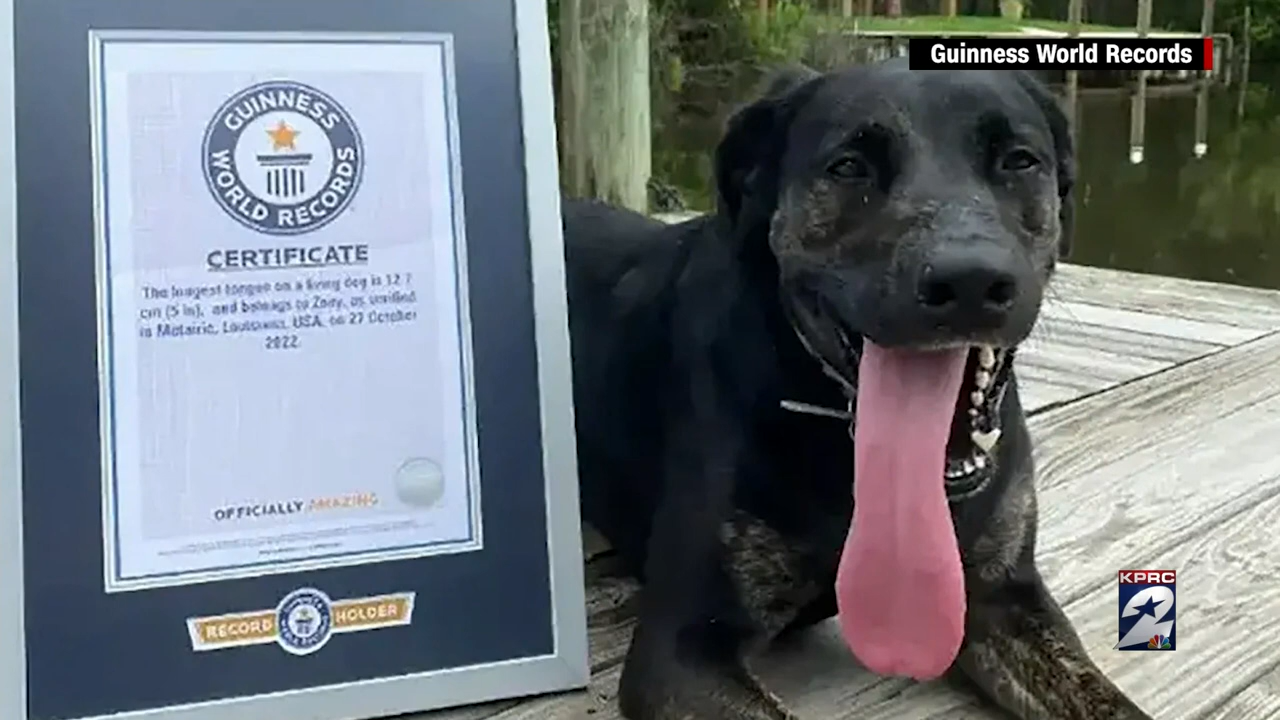 Guinness World Records
GUINNESS
WORLD RECORDS
CERTIFICATE
The longest tongue on a living dog is 12.7
cm (5 in), and belongs to Zoey, as verified
in Metairie, Louisiana, USA, on 27 October
2022.
OFFICIALLY AMAZING
RECORD HOLDER
KPRC
2